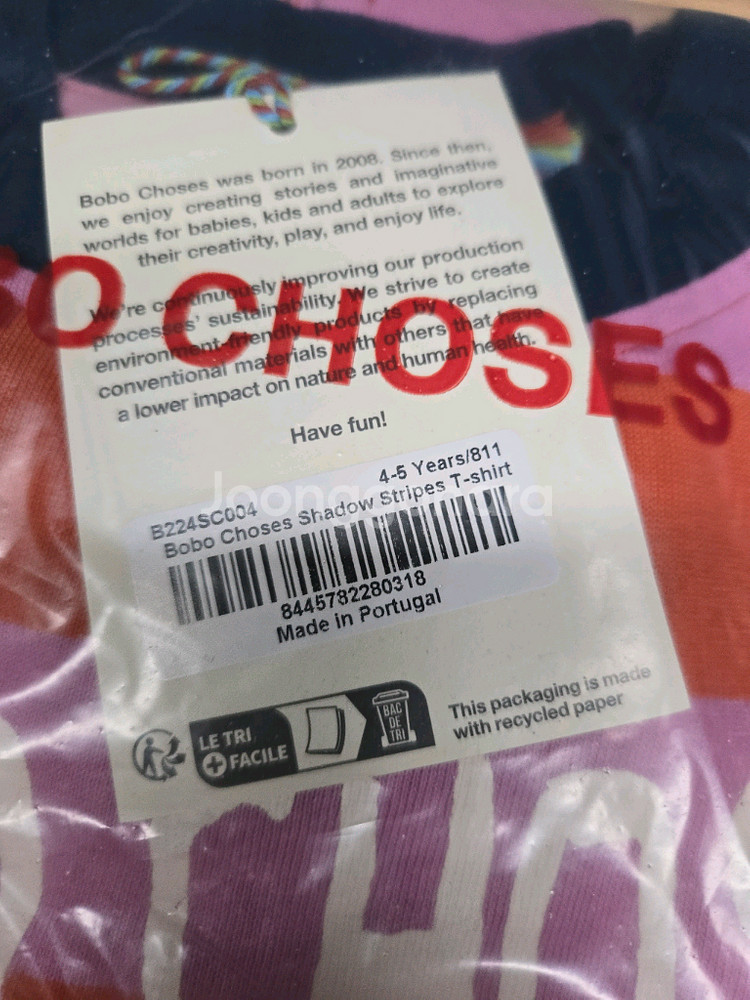 Bobo Choses was born in 2008. Since then,
we enjoy creating stories and imaginative
worlds for babies, kids and adults to explore
their creativity, play, and enjoy life.
We're continuously improving our production
processes' sustainability. We strive to create
environment-friendly products by replacing
conventional materials with others that have
a lower impact on nature and human health.
O CHOSES
Have fun!
4-5 Years/811
B224SC004
Bobo Choses Shadow Stripes T-shirt
8445782280318
Made in Portugal
LE TRI
+ FACILE
BAC
DE
TRI
This packaging is made
with recycled paper